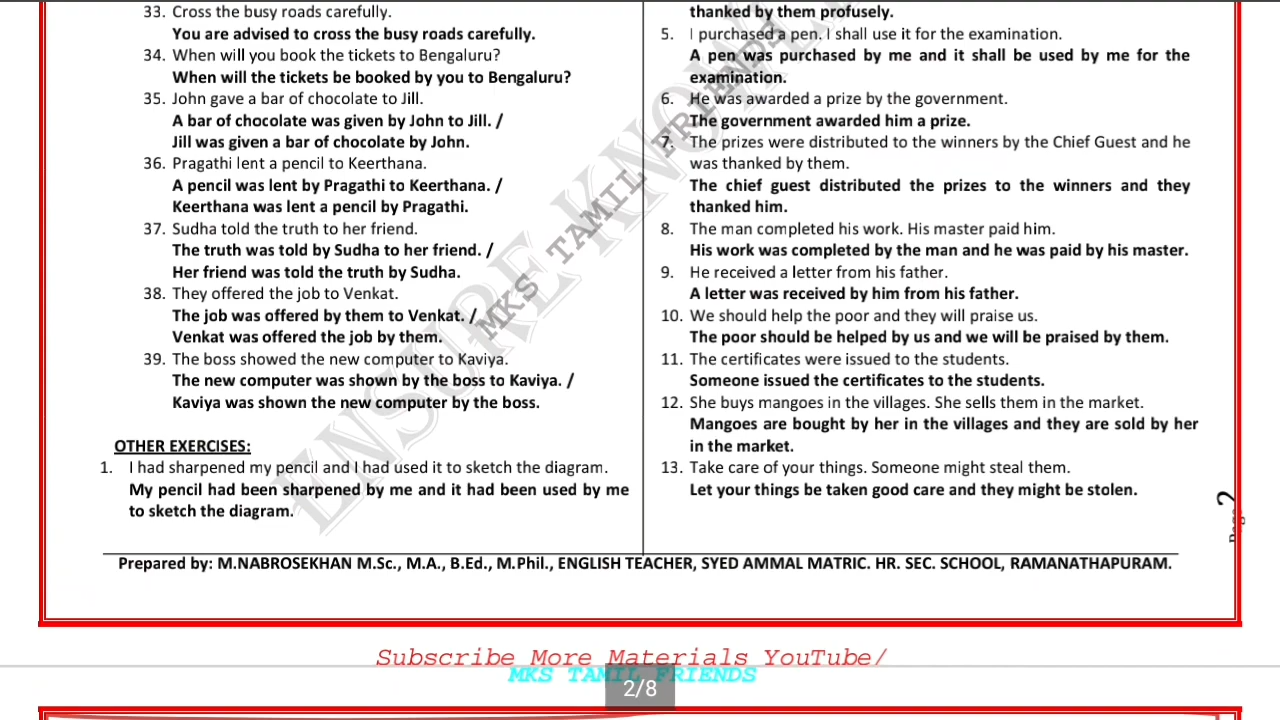 33. Cross the busy roads carefully.
You are advised to cross the busy roads carefully.
34. When will you book the tickets to Bengaluru?
When will the tickets be booked by you to Bengaluru?
35. John gave a bar of chocolate to Jill.
A bar of chocolate was given by John to Jill. /
Jill was given a bar of chocolate by John.
36. Pragathi lent a pencil to Keerthana.
A pencil was lent by Pragathi to Keerthana. /
Keerthana was lent a pencil by Pragathi.
37. Sudha told the truth to her friend.
The truth was told by Sudha to her friend. /
Her friend was told the truth by Sudha.
38. They offered the job to Venkat.
The job was offered by them to Venkat. /
Venkat was offered the job by them.
39. The boss showed the new computer to Kaviya.
The new computer was shown by the boss to Kaviya. /
Kaviya was shown the new computer by the boss.
OTHER EXERCISES:
1. I had sharpened my pencil and I had used it to sketch the diagram.
My pencil had been sharpened by me and it had been used by me
to sketch the diagram.
thanked by them profusely.
5. I purchased a pen. I shall use it for the examination.
A pen was purchased by me and it shall be used by me for the
examination.
6. He was awarded a prize by the government.
The government awarded him a prize.
7. The prizes were distributed to the winners by the Chief Guest and he
was thanked by them.
The chief guest distributed the prizes to the winners and they
thanked him.
8. The man completed his work. His master paid him.
His work was completed by the man and he was paid by his master.
9. He received a letter from his father.
A letter was received by him from his father.
10. We should help the poor and they will praise us.
The poor should be helped by us and we will be praised by them.
11. The certificates were issued to the students.
Someone issued the certificates to the students.
12. She buys mangoes in the villages. She sells them in the market.
Mangoes are bought by her in the villages and they are sold by her
in the market.
13. Take care of your things. Someone might steal them.
Let your things be taken good care and they might be stolen.
MKS TAMIL FRIENDS
Page 2
Prepared by: M.NABROSEKHAN M.Sc., M.A., B.Ed., M.Phil., ENGLISH TEACHER, SYED AMMAL MATRIC. HR. SEC. SCHOOL, RAMANATHAPURAM.
Subscribe More Materials YouTube/
MKS TAMIL FRIENDS
2/8